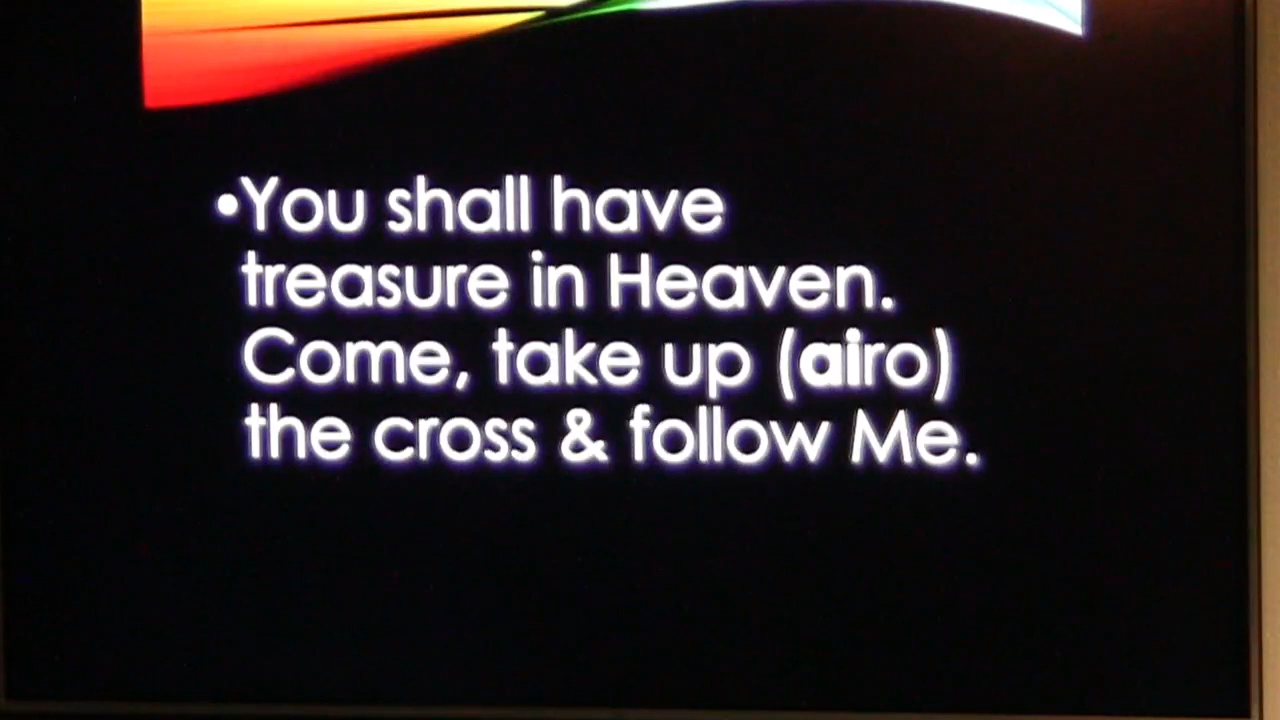 •You shall have
treasure in Heaven.
Come, take up (airo)
the cross & follow Me.